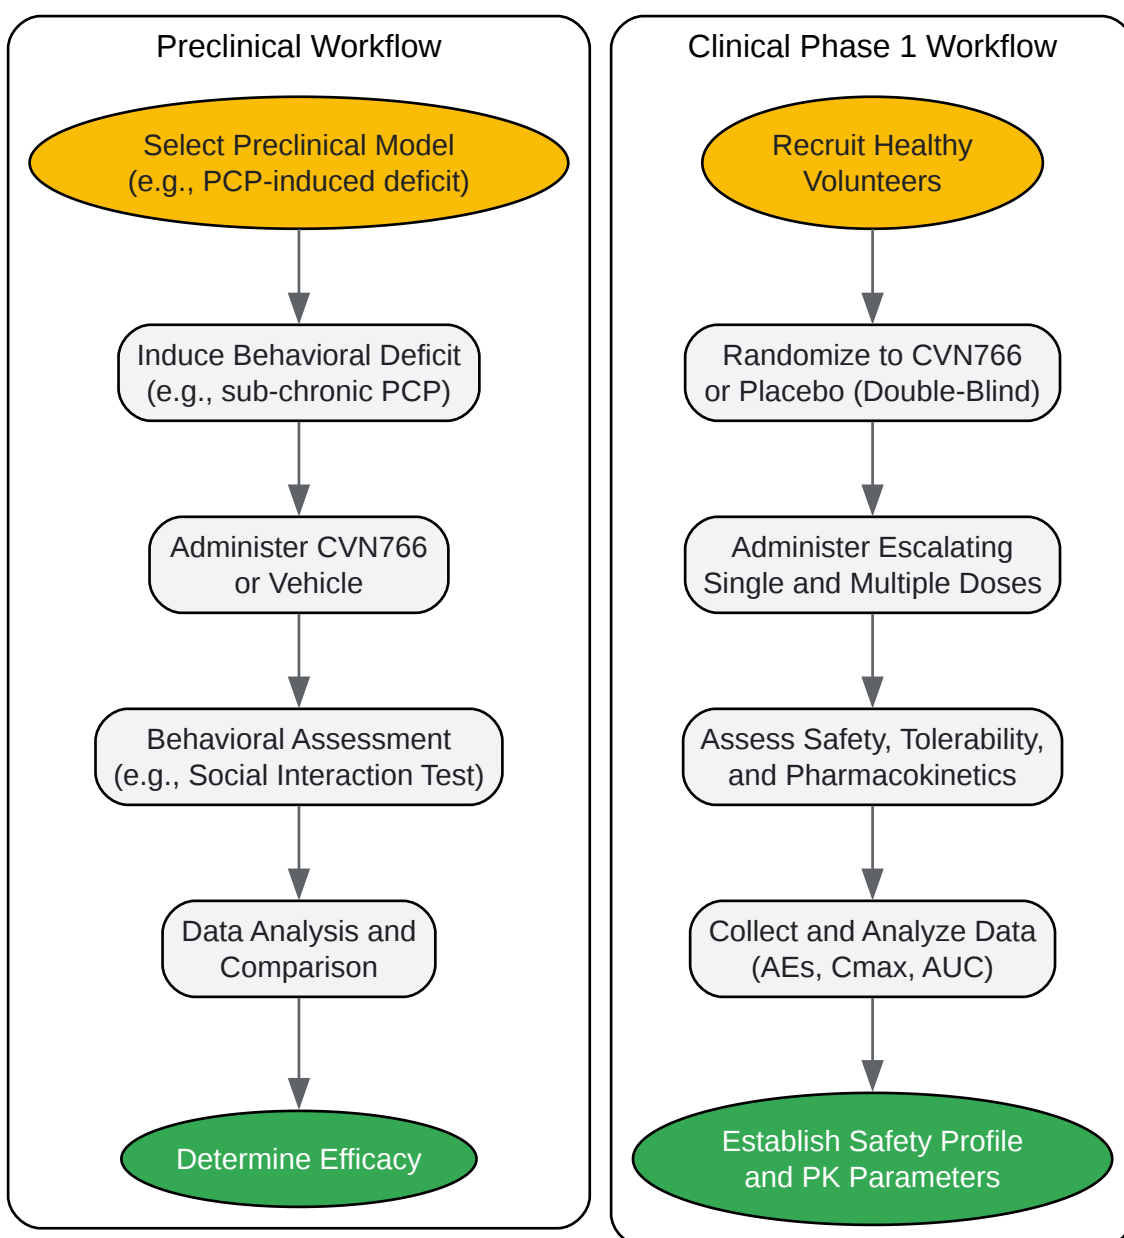 Preclinical Workflow
Select Preclinical Model
(e.g., PCP-induced deficit)
Induce Behavioral Deficit
(e.g., sub-chronic PCP)
Administer CVN766
or Vehicle
Behavioral Assessment
(e.g., Social Interaction Test)
Data Analysis and
Comparison
Determine Efficacy
Clinical Phase 1 Workflow
Recruit Healthy
Volunteers
Randomize to CVN766
or Placebo (Double-Blind)
Administer Escalating
Single and Multiple Doses
Assess Safety, Tolerability,
and Pharmacokinetics
Collect and Analyze Data
(AEs, Cmax, AUC)
Establish Safety Profile
and PK Parameters